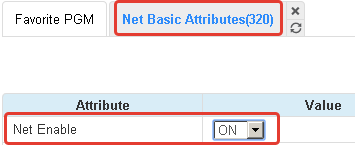 Favorite PGM
Net Basic Attributes(320)
Attribute
Value
Net Enable
ON